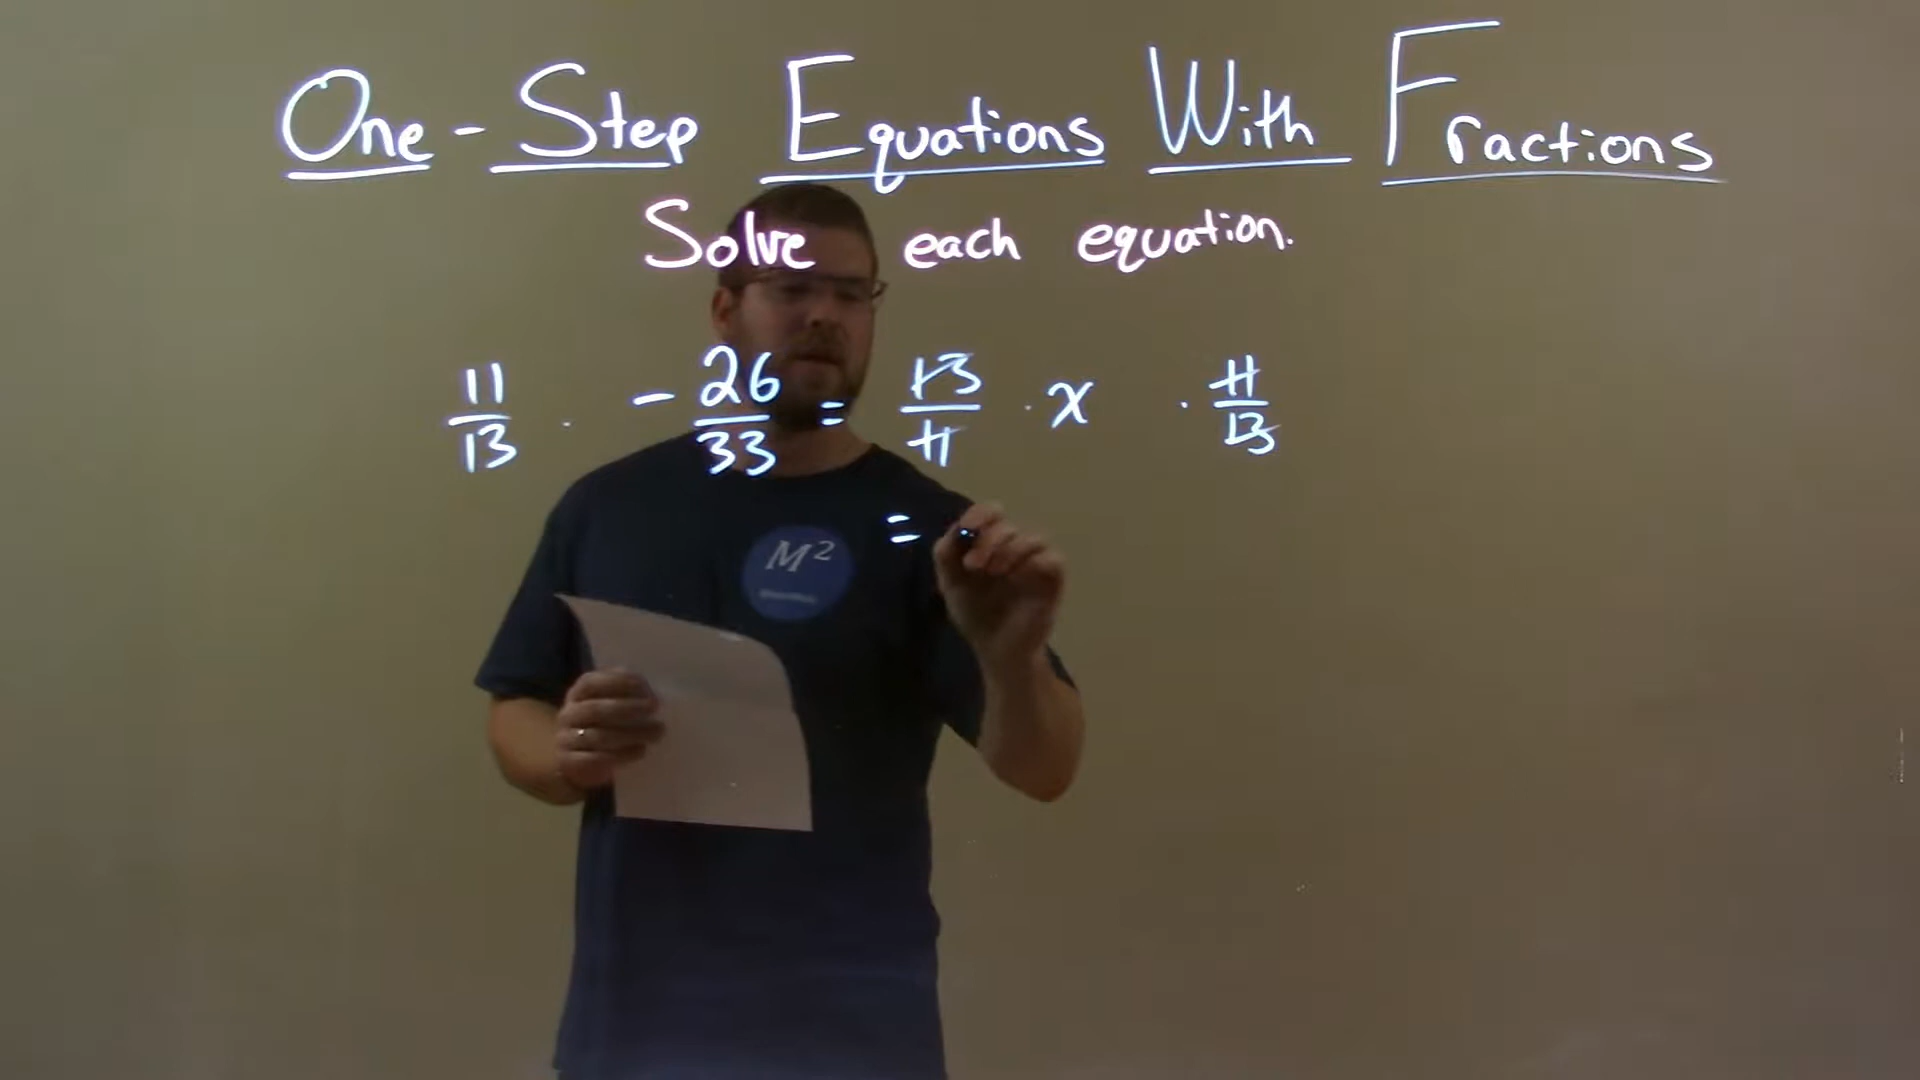 One-Step Equations With Fractions
Solve each equation.
11/13 · - 26/33 = 13/11 · x · 11/13
=
M²